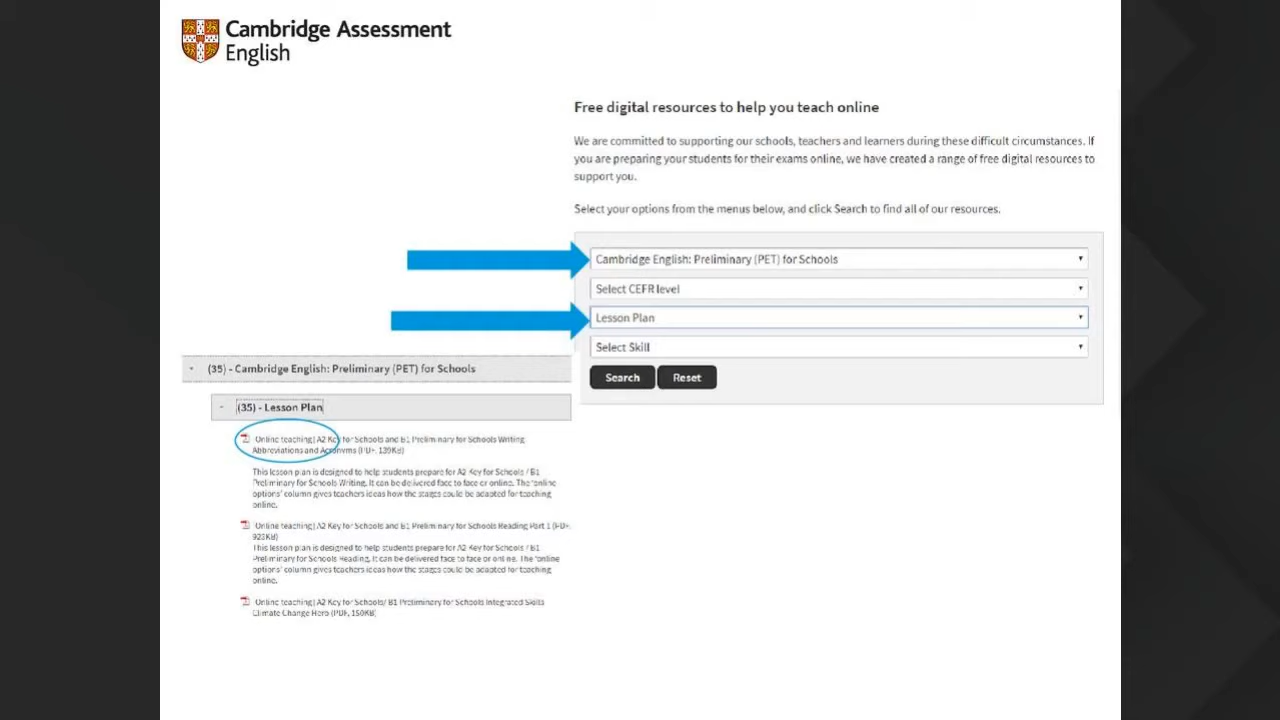 Cambridge Assessment
English
Free digital resources to help you teach online
We are committed to supporting our schools, teachers and learners during these difficult circumstances. If
you are preparing your students for their exams online, we have created a range of free digital resources to
support you.
Select your options from the menus below, and click Search to find all of our resources.
Cambridge English: Preliminary (PET) for Schools
Select CEFR level
Lesson Plan
Select Skill
Search Reset
(35) - Cambridge English: Preliminary (PET) for Schools
(35) - Lesson Plan
Online teaching| A2 Key for Schools and B1 Preliminary for Schools Writing
Abbreviations and Acronyms (PDF, 139KB)
This lesson plan is designed to help students prepare for A2 Key for Schools / B1
Preliminary for Schools Writing. It can be delivered face to face or online. The 'online
options' column gives teachers ideas how the stages could be adapted for teaching
online.
Online teaching| A2 Key for Schools and B1 Preliminary for Schools Reading Part 1 (PDF,
923KB)
This lesson plan is designed to help students prepare for A2 Key for Schools / B1
Preliminary for Schools Reading. It can be delivered face to face or online. The 'online
options' column gives teachers ideas how the stages could be adapted for teaching
online.
Online teaching| A2 Key for Schools/ B1 Preliminary for Schools Integrated Skills
Climate Change Hero (PDF, 150KB)